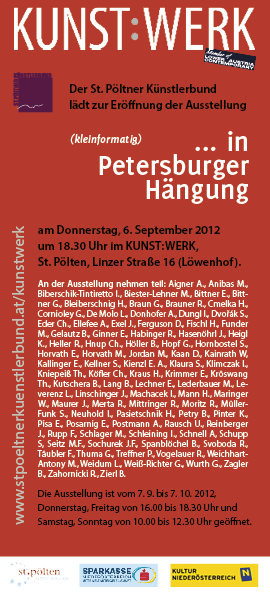 KUNST:WERK
Member of
LOWER AUSTRIA
CONTEMPORARY
Der St. Pöltner Künstlerbund
lädt zur Eröffnung der Ausstellung
(kleinformatig)
... in
Petersburger
Hängung
am Donnerstag, 6. September 2012
um 18.30 Uhr im KUNST:WERK,
St. Pölten, Linzer Straße 16 (Löwenhof).
www.stpoeltnerkuenstlerbund.at/kunstwerk
An der Ausstellung nehmen teil: Aigner A., Anibas M.,
Biberschik-Tintiretto I., Biester-Lehner M., Bittner E., Bitt-
ner G., Bleiberschnig H., Braun G., Brauner R., Cmelka H.,
Cornioley G., De Molo L., Donhofer A., Dungl I., Dvořák S.,
Eder Ch., Ellefee A., Exel J., Ferguson D., Fischl H., Funder
M., Gelautz B., Ginner E., Habinger R., Hasenöhrl J., Heigl
K., Heller R., Hnup Ch., Höller B., Hopf G., Hornbostel S.,
Horvath E., Horvath M., Jordan M., Kaan D., Kainrath W,
Kallinger E., Kellner S., Kienzl E. A., Klaura S., Klimczak I.,
Kniepeiß Th., Köfler Ch., Kraus H., Krimmer E., Köswang
Th., Kutschera B., Lang B., Lechner E., Lederbauer M., Le-
verenz L., Linschinger J., Machacek I., Mann H., Maringer
W., Maurer J., Merta R., Mittringer R., Moritz R., Müller-
Funk S., Neuhold I., Pasietschnik H., Petry B., Pinter K.,
Pisa E., Posarnig E., Postmann A., Rausch U., Reinberger
J., Rupp F., Schlager M., Schleining I., Schnell A., Schupp
S., Seitz M.F., Sochurek J.F., Spanblöchel B., Svoboda R.,
Täubler F., Thuma G., Treffner P., Vogelauer R., Weichhart-
Antony M., Weidum L., Weiß-Richter G., Wurth G., Zagler
B., Zahornicki R., Zierl B.
Die Ausstellung ist vom 7. 9. bis 7. 10. 2012,
Donnerstag, Freitag von 16.00 bis 18.30 Uhr und
Samstag, Sonntag von 10.00 bis 12.30 Uhr geöffnet.
st.pölten
SPARKASSE
NIEDERÖSTERREICH
KULTUR
NIEDERÖSTERREICH